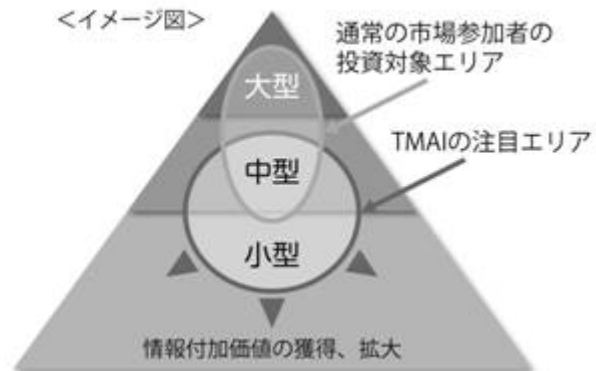 ＜イメージ図＞
通常の市場参加者の
投資対象エリア
大型
TMAIの注目エリア
中型
小型
情報付加価値の獲得、拡大